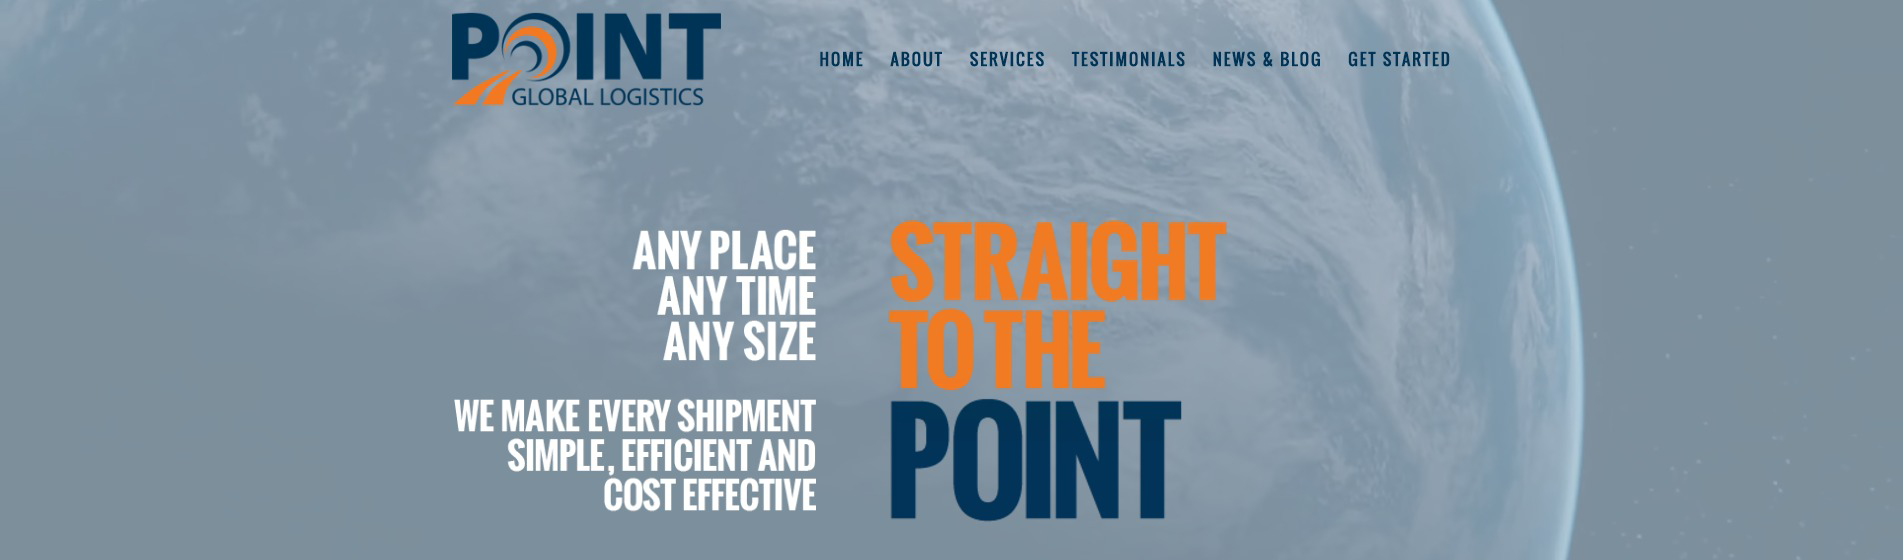 POINT
GLOBAL LOGISTICS
HOME ABOUT SERVICES TESTIMONIALS NEWS & BLOG GET STARTED
ANY PLACE
ANY TIME
ANY SIZE
WE MAKE EVERY SHIPMENT
SIMPLE, EFFICIENT AND
COST EFFECTIVE
STRAIGHT
TO THE
POINT